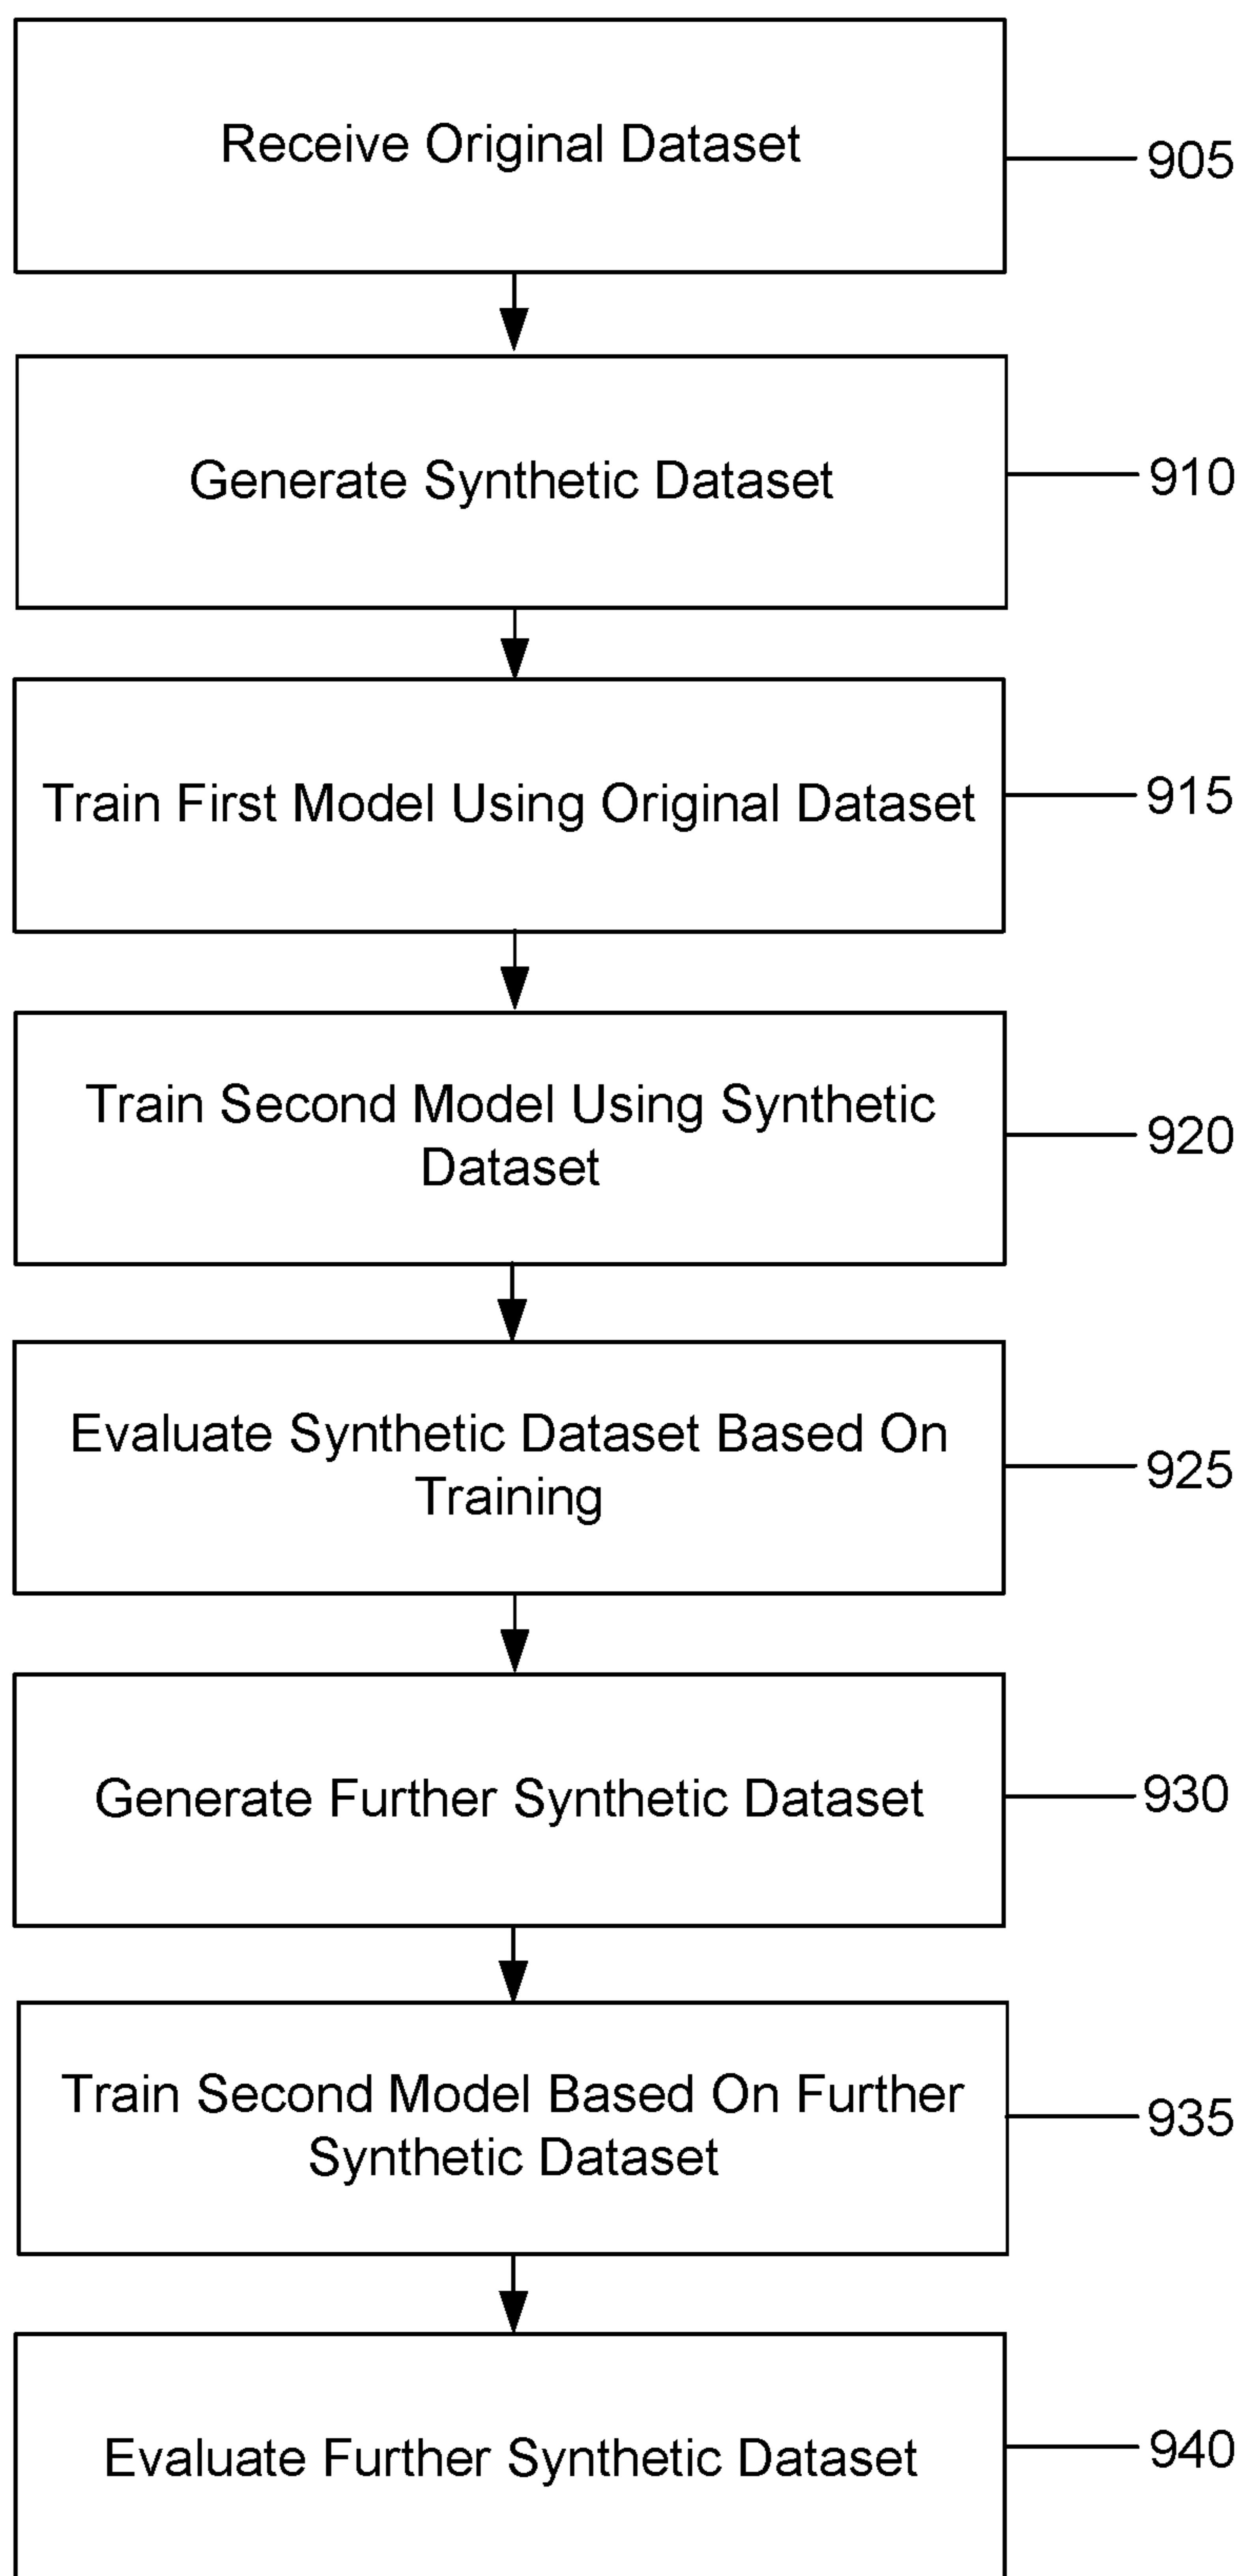 Receive Original Dataset
905
Generate Synthetic Dataset
910
Train First Model Using Original Dataset
915
Train Second Model Using Synthetic
Dataset
920
Evaluate Synthetic Dataset Based On
Training
925
Generate Further Synthetic Dataset
930
Train Second Model Based On Further
Synthetic Dataset
935
Evaluate Further Synthetic Dataset
940